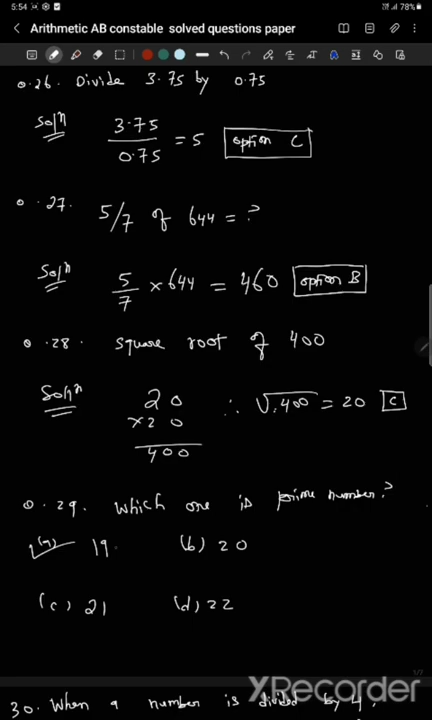 5:54
78%
Arithmetic AB constable solved questions paper
Q.26. Divide 3.75 by 0.75
Solⁿ 3.75/0.75 = 5 option C
Q.27. 5/7 of 644 = ?
Solⁿ 5/7 × 644 = 460 option B
Q.28. square root of 400
Solⁿ 20
×20
400
∴ √400 = 20 C
Q.29. Which one is prime number?
(a) 19 (b) 20
(c) 21 (d) 22
1/7
XRecorder
30. When a number is divided by 4,